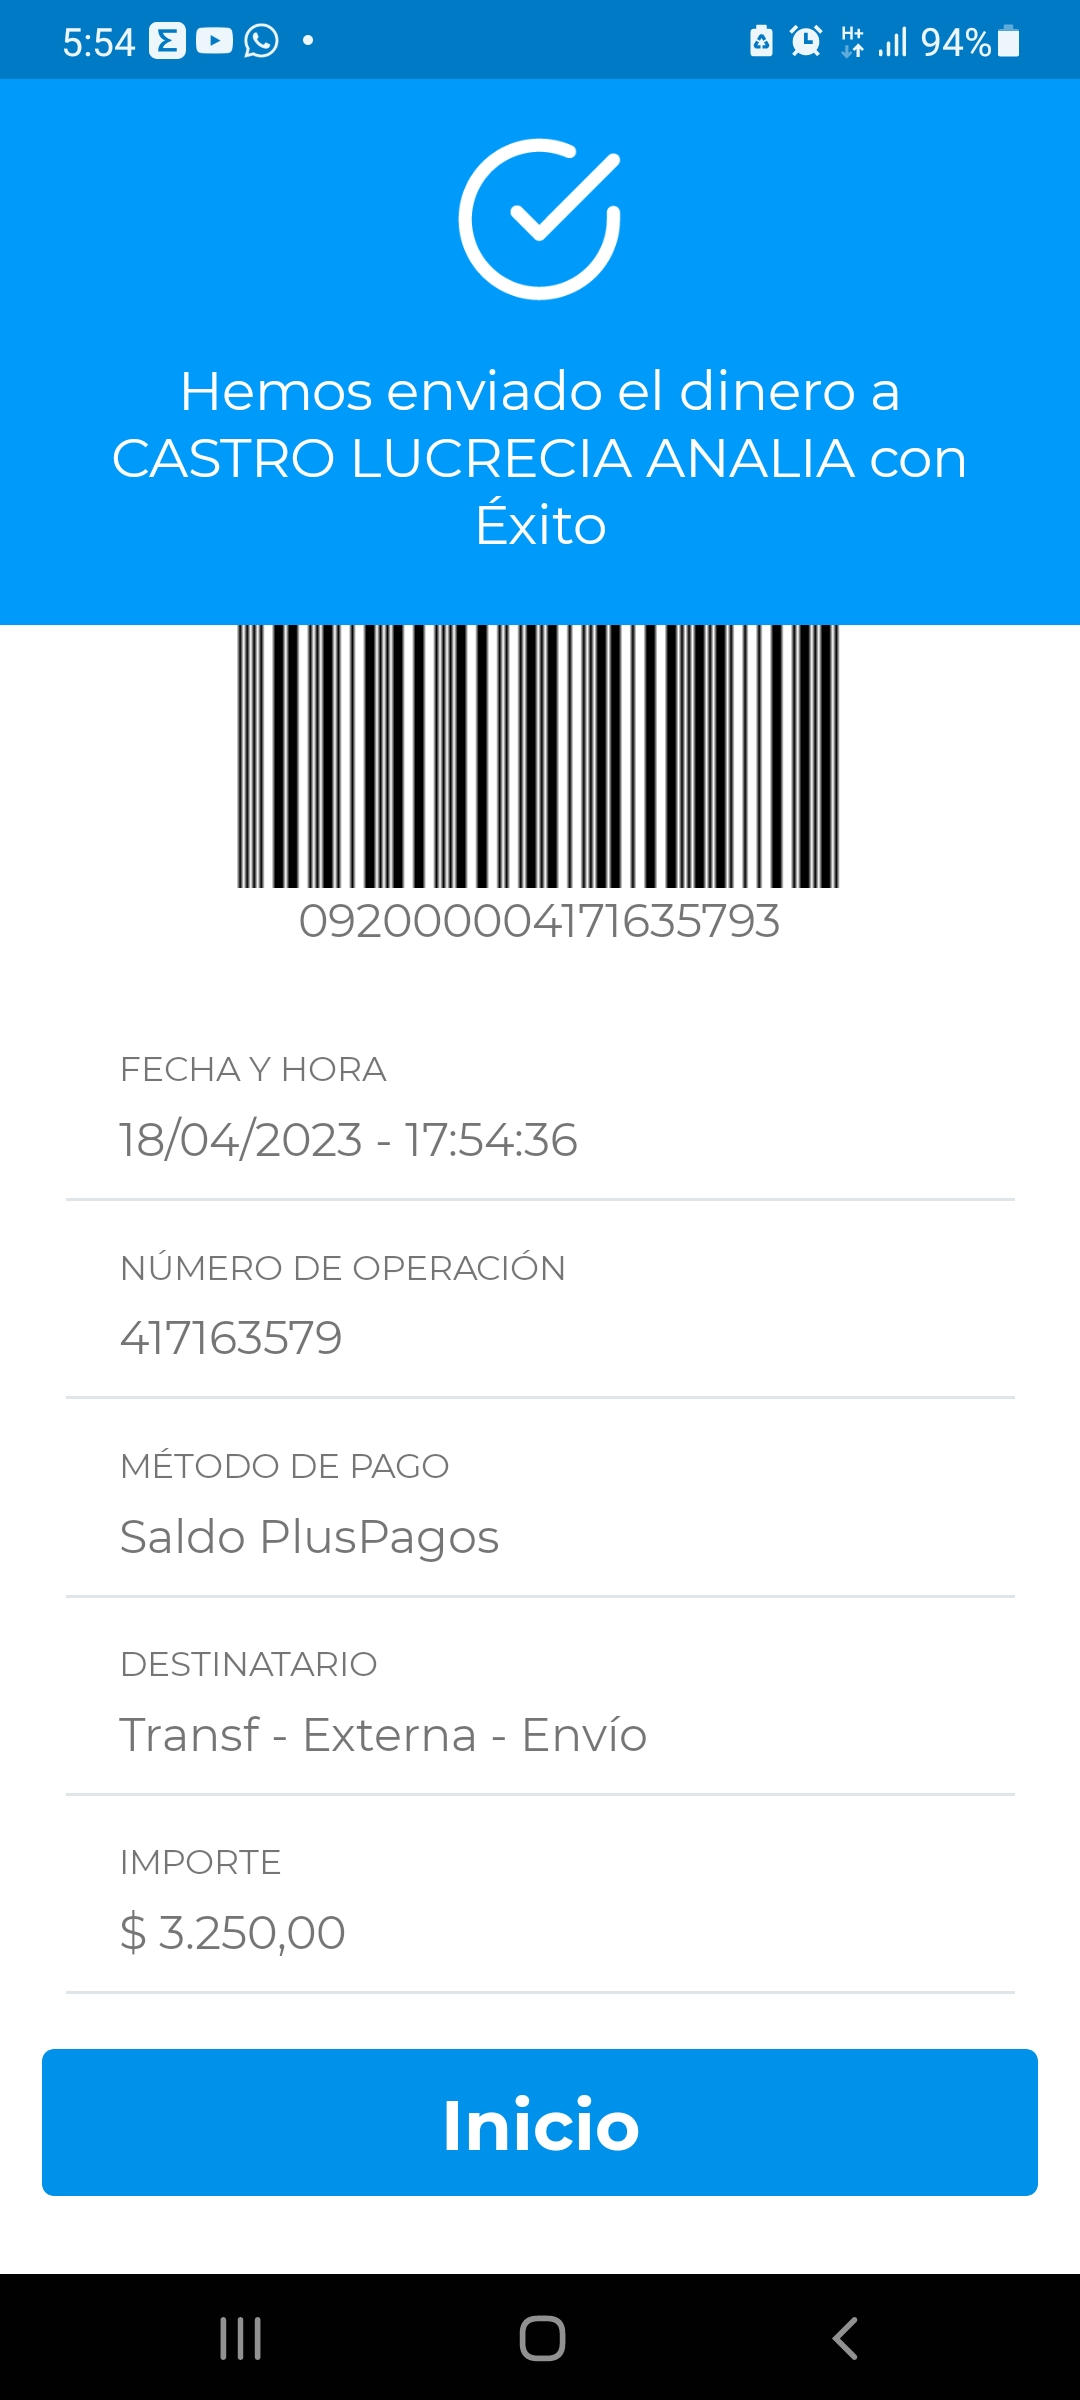 5:54
H+
94%
Hemos enviado el dinero a
CASTRO LUCRECIA ANALIA con
Éxito
092000004171635793
FECHA Y HORA
18/04/2023 - 17:54:36
NÚMERO DE OPERACIÓN
417163579
MÉTODO DE PAGO
Saldo PlusPagos
DESTINATARIO
Transf - Externa - Envío
IMPORTE
$ 3.250,00
Inicio